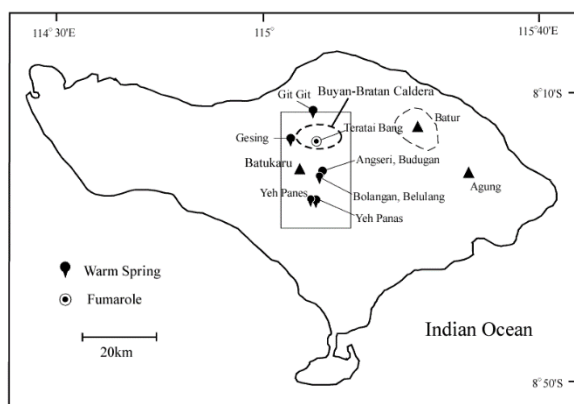 114°30'E
115°
115°40'E
8°10'S
Git Git
Buyan-Bratan Caldera
Batur
Gesing
Teratai Bang
Batukaru
Angseri, Budugan
Agung
Yeh Panes
Bolangan, Belulang
Yeh Panas
Warm Spring
Fumarole
Indian Ocean
20km
8°50'S